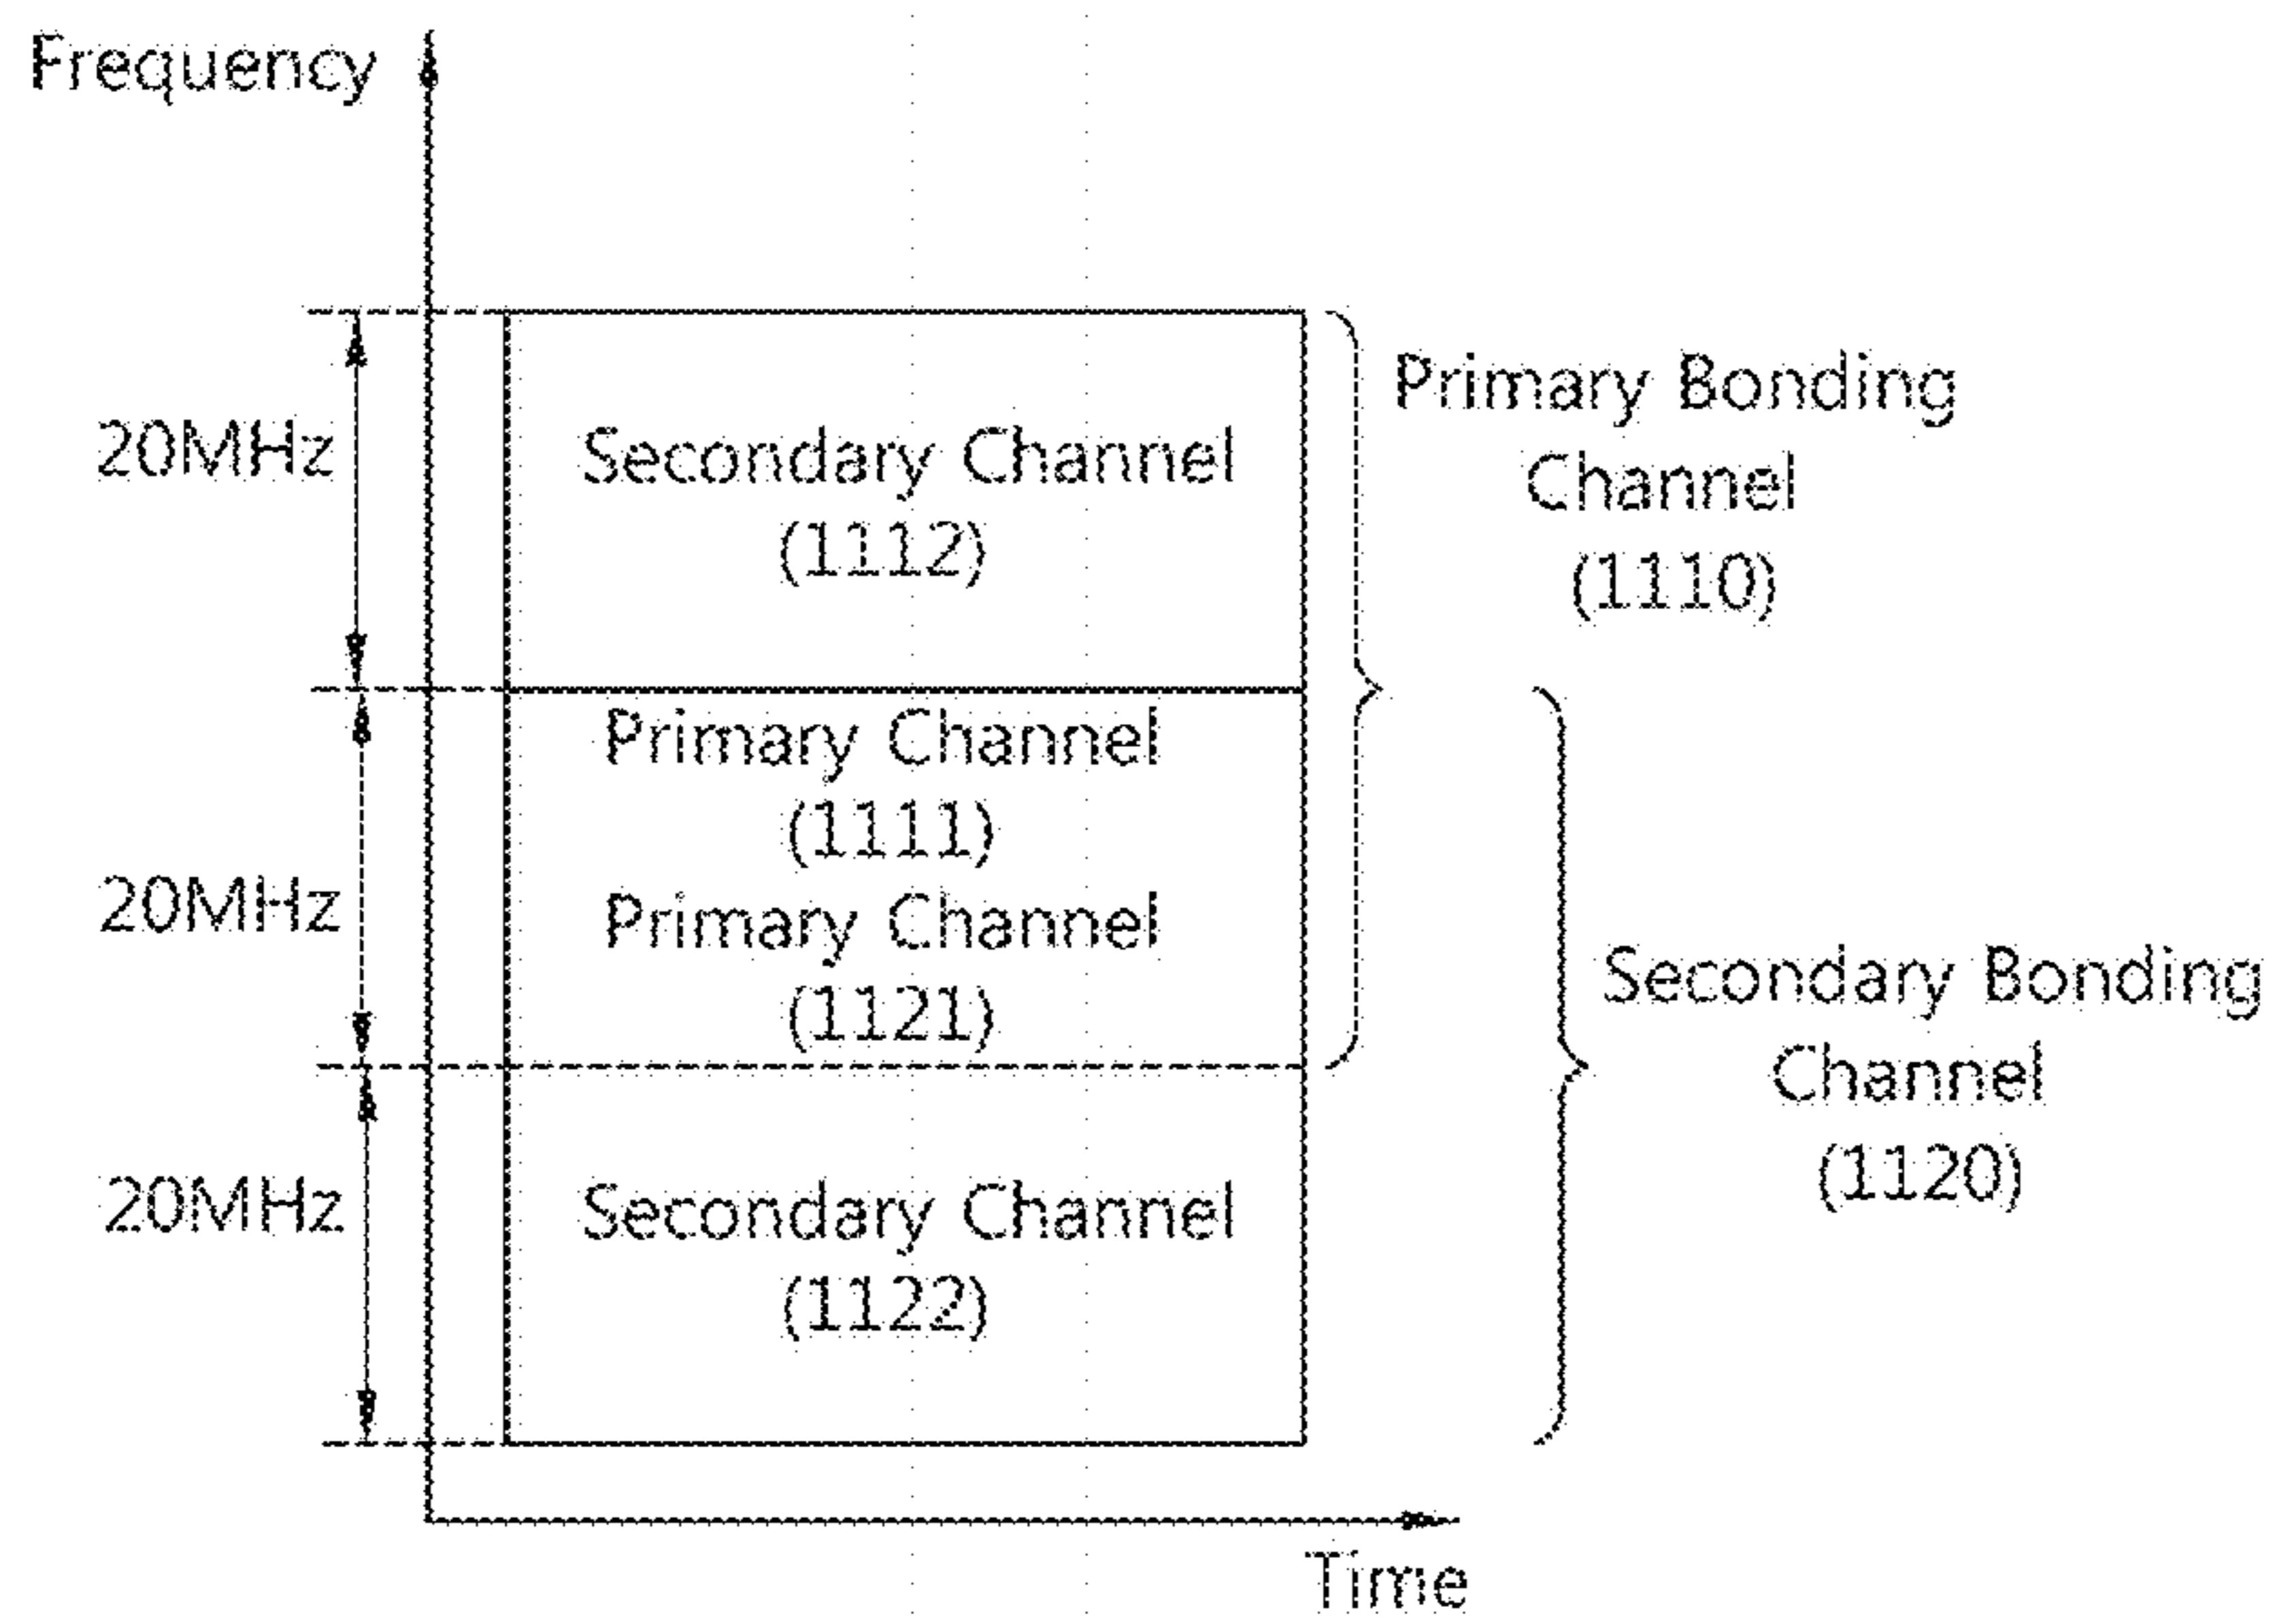 Frequency
20MHz
Secondary Channel
(1112)
Primary Bonding
Channel
(1110)
20MHz
Primary Channel
(1111)
Primary Channel
(1121)
Secondary Bonding
Channel
(1120)
20MHz
Secondary Channel
(1122)
Time